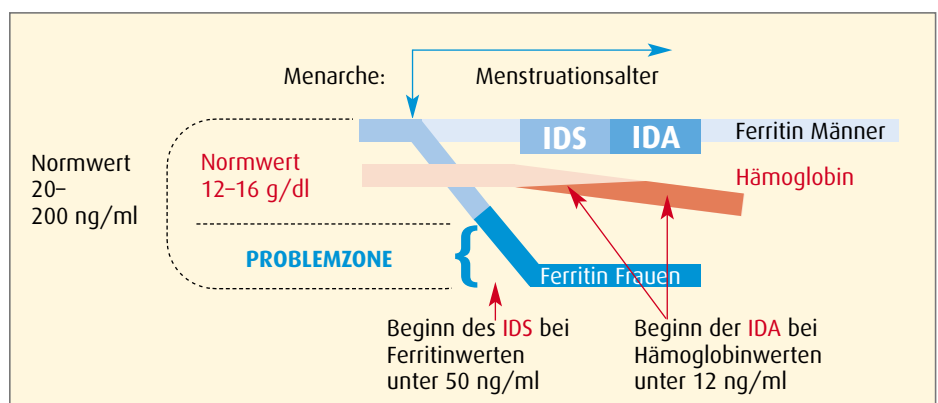 Menarche: Menstruationsalter
IDS IDA Ferritin Männer
Normwert
20–
200 ng/ml
Normwert
12–16 g/dl
Hämoglobin
PROBLEMZONE {
Ferritin Frauen
Beginn des IDS bei
Ferritinwerten
unter 50 ng/ml
Beginn der IDA bei
Hämoglobinwerten
unter 12 ng/ml